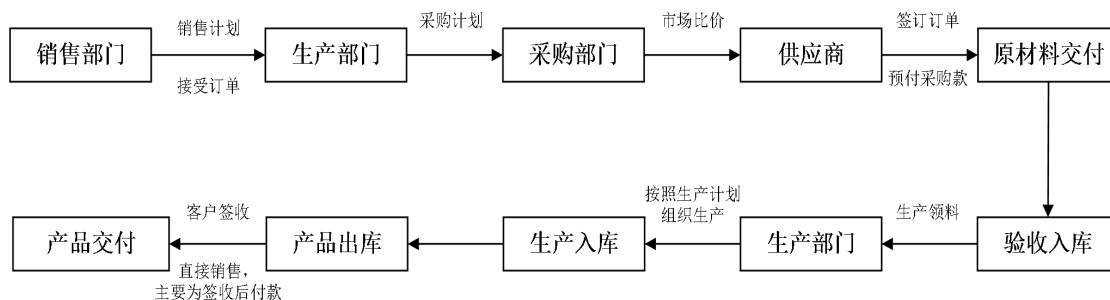 销售部门
销售计划
接受订单
生产部门
采购计划
采购部门
市场比价
供应商
签订订单
预付采购款
原材料交付
验收入库
生产领料
生产部门
按照生产计划
组织生产
生产入库
产品出库
客户签收
直接销售，
主要为签收后付款
产品交付